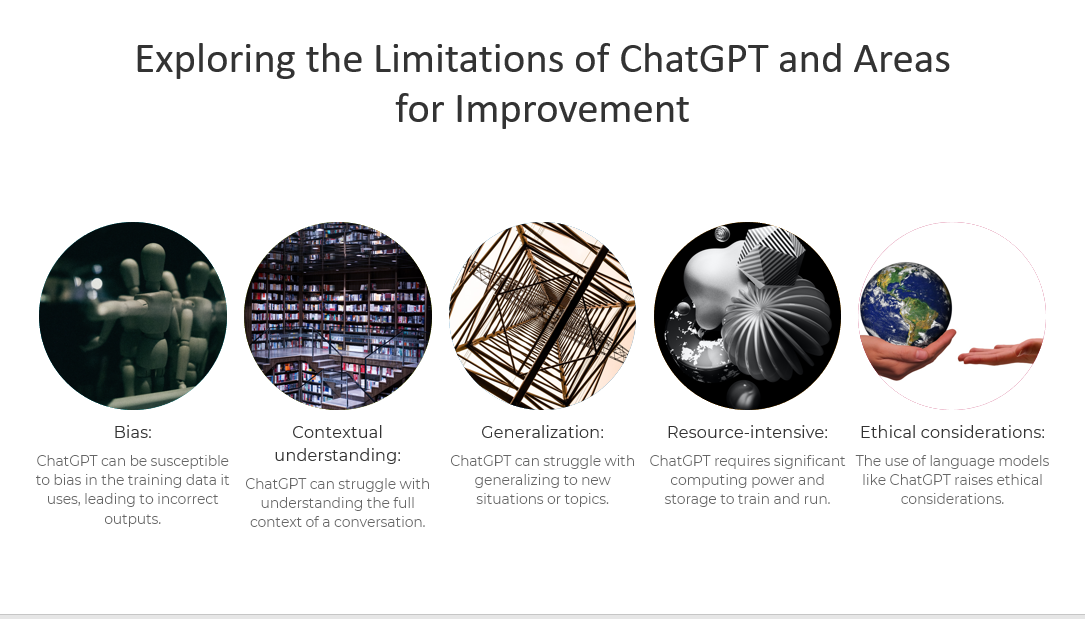 Exploring the Limitations of ChatGPT and Areas
for Improvement
Bias:
ChatGPT can be susceptible
to bias in the training data it
uses, leading to incorrect
outputs.
Contextual
understanding:
ChatGPT can struggle with
understanding the full
context of a conversation.
Generalization:
ChatGPT can struggle with
generalizing to new
situations or topics.
Resource-intensive:
ChatGPT requires significant
computing power and
storage to train and run.
Ethical considerations:
The use of language models
like ChatGPT raises ethical
considerations.